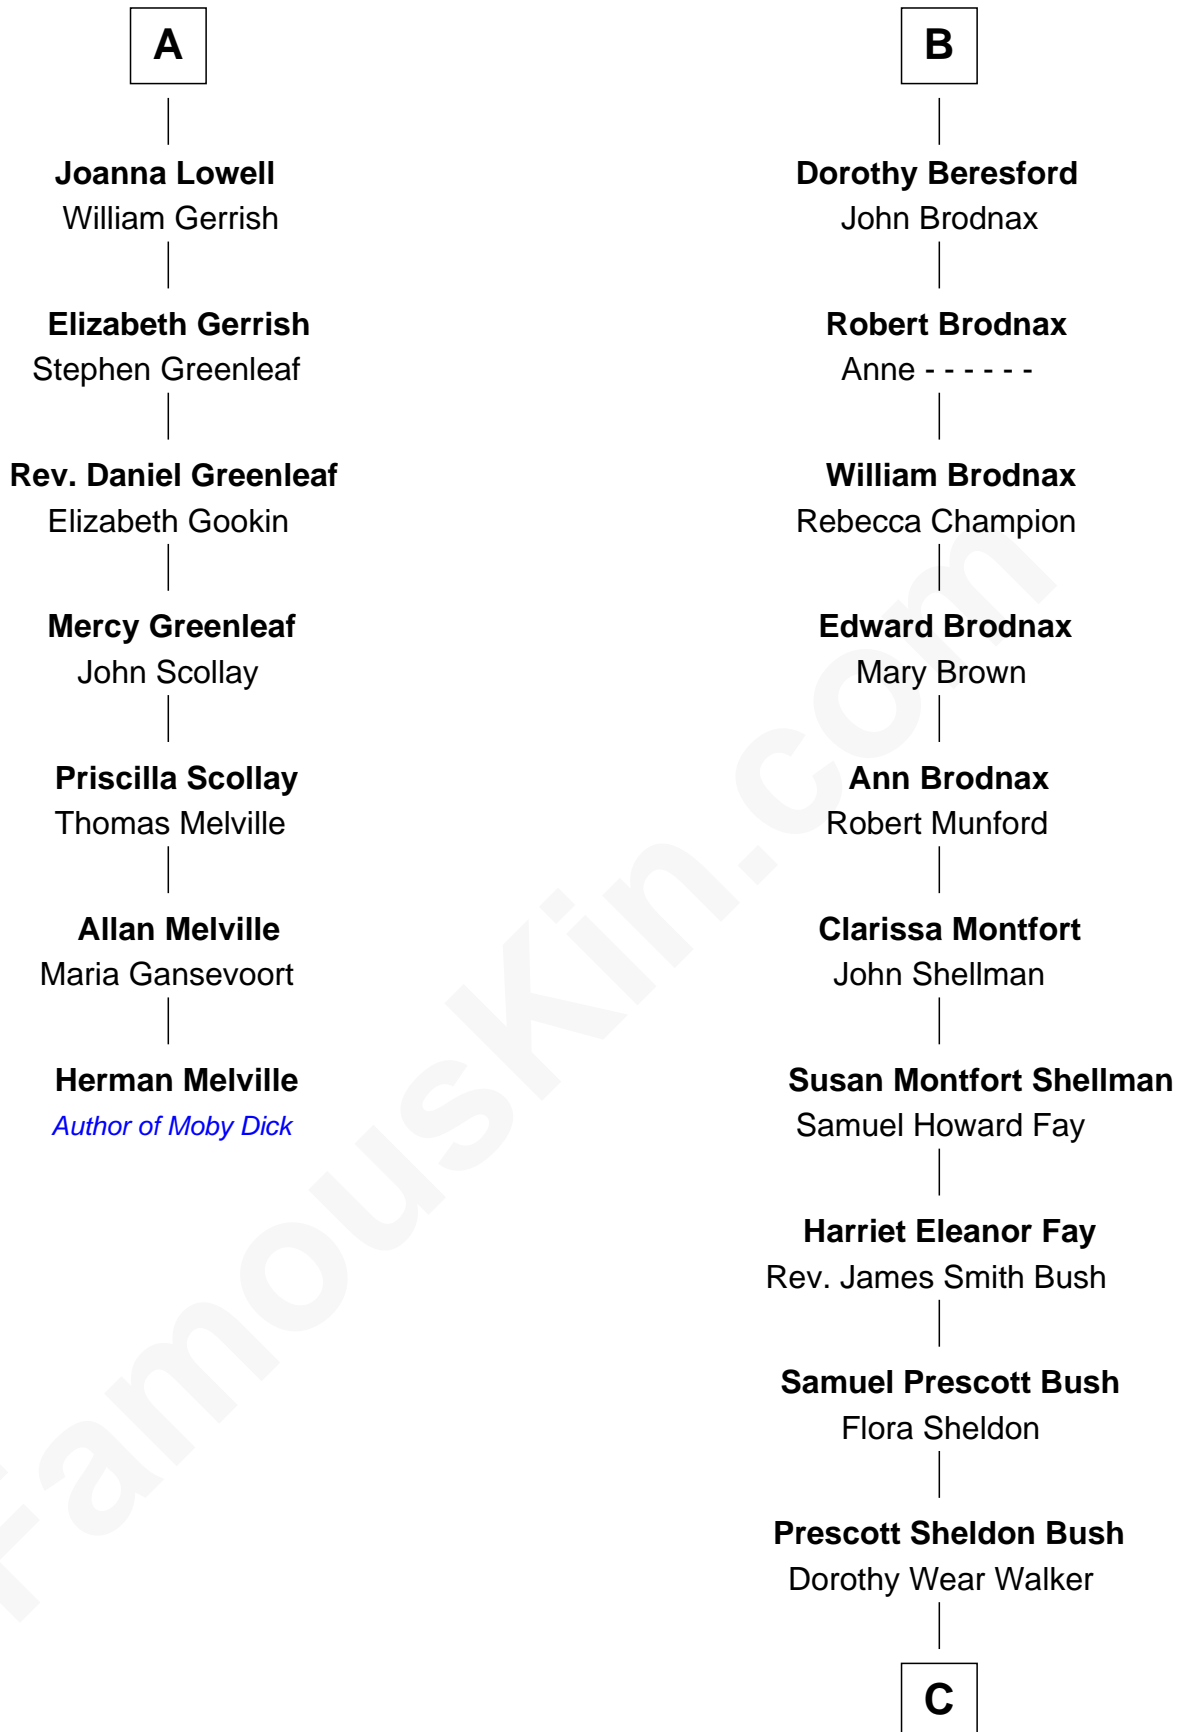 A
Joanna Lowell
William Gerrish
Elizabeth Gerrish
Stephen Greenleaf
Rev. Daniel Greenleaf
Elizabeth Gookin
Mercy Greenleaf
John Scollay
Priscilla Scollay
Thomas Melville
Allan Melville
Maria Gansevoort
Herman Melville
Author of Moby Dick
B
Dorothy Beresford
John Brodnax
Robert Brodnax
Anne - - - - - -
William Brodnax
Rebecca Champion
Edward Brodnax
Mary Brown
Ann Brodnax
Robert Munford
Clarissa Montfort
John Shellman
Susan Montfort Shellman
Samuel Howard Fay
Harriet Eleanor Fay
Rev. James Smith Bush
Samuel Prescott Bush
Flora Sheldon
Prescott Sheldon Bush
Dorothy Wear Walker
C
FamousKin.com